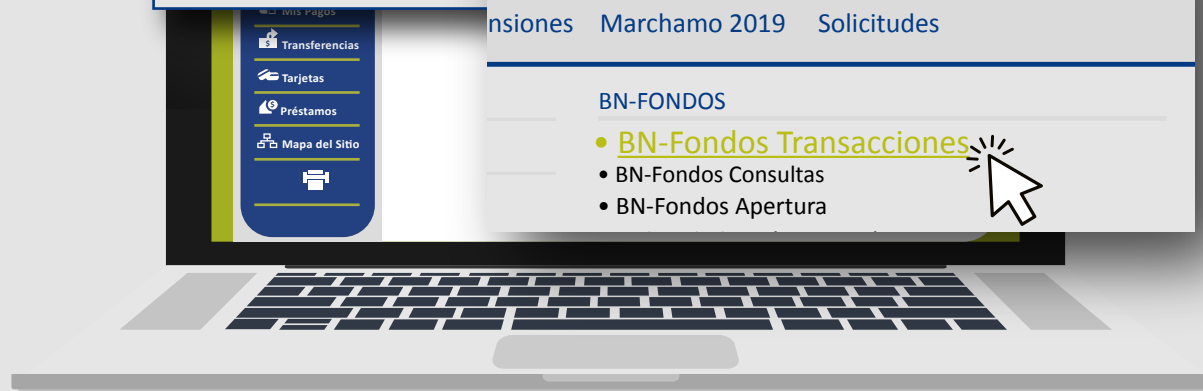 Mis Pagos
Transferencias
Tarjetas
Préstamos
Mapa del Sitio
nsiones Marchamo 2019 Solicitudes
BN-FONDOS
• BN-Fondos Transacciones
• BN-Fondos Consultas
• BN-Fondos Apertura